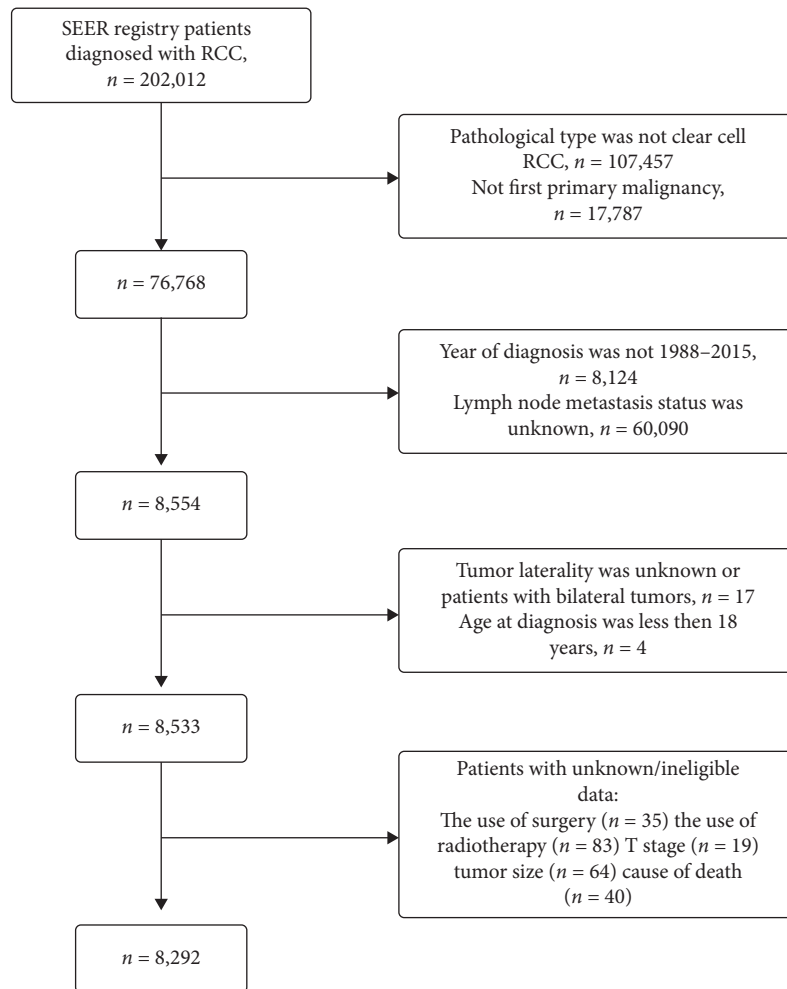 SEER registry patients
diagnosed with RCC,
n = 202,012
Pathological type was not clear cell
RCC, n = 107,457
Not first primary malignancy,
n = 17,787
n = 76,768
Year of diagnosis was not 1988–2015,
n = 8,124
Lymph node metastasis status was
unknown, n = 60,090
n = 8,554
Tumor laterality was unknown or
patients with bilateral tumors, n = 17
Age at diagnosis was less then 18
years, n = 4
n = 8,533
Patients with unknown/ineligible
data:
The use of surgery (n = 35) the use of
radiotherapy (n = 83) T stage (n = 19)
tumor size (n = 64) cause of death
(n = 40)
n = 8,292